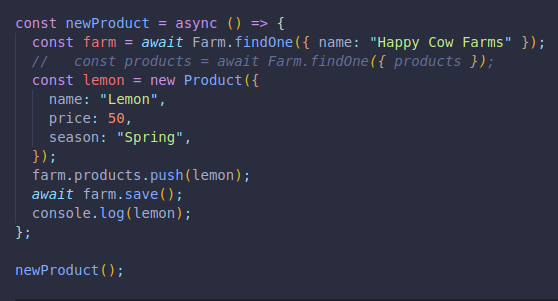 const newProduct = async () => {
  const farm = await Farm.findOne({ name: "Happy Cow Farms" });
  //   const products = await Farm.findOne({ products });
  const lemon = new Product({
    name: "Lemon",
    price: 50,
    season: "Spring",
  });
  farm.products.push(lemon);
  await farm.save();
  console.log(lemon);
};

newProduct();